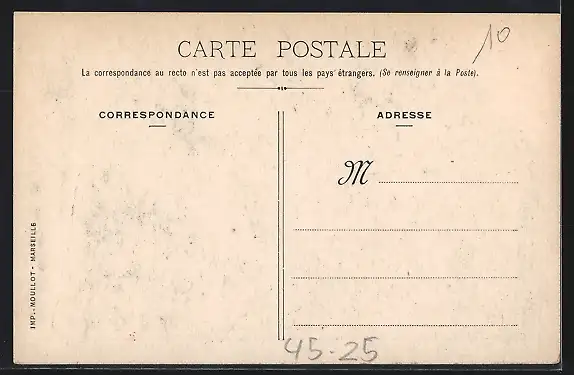 10
CARTE POSTALE
La correspondance au recto n'est pas acceptée par tous les pays étrangers. (Se renseigner à la Poste).
CORRESPONDANCE
ADRESSE
M
IMP. MOULLOT - MARSEILLE
45-25